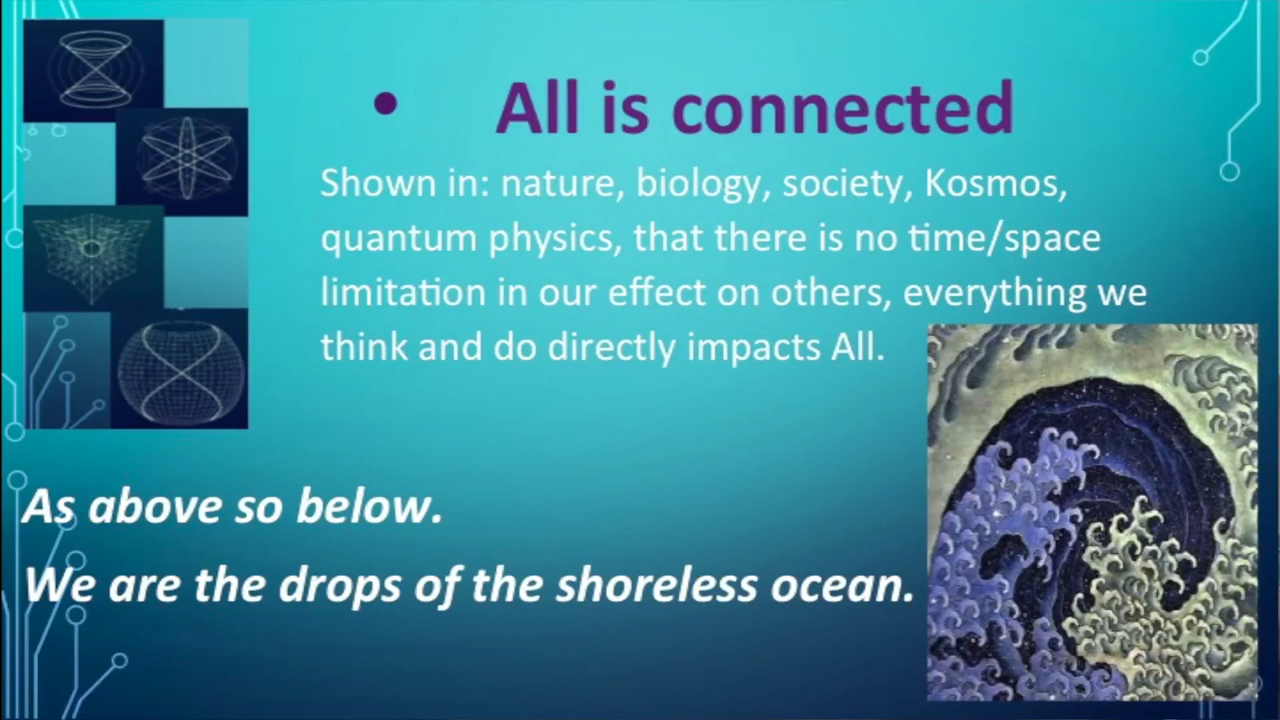 • All is connected
Shown in: nature, biology, society, Kosmos,
quantum physics, that there is no time/space
limitation in our effect on others, everything we
think and do directly impacts All.
As above so below.
We are the drops of the shoreless ocean.